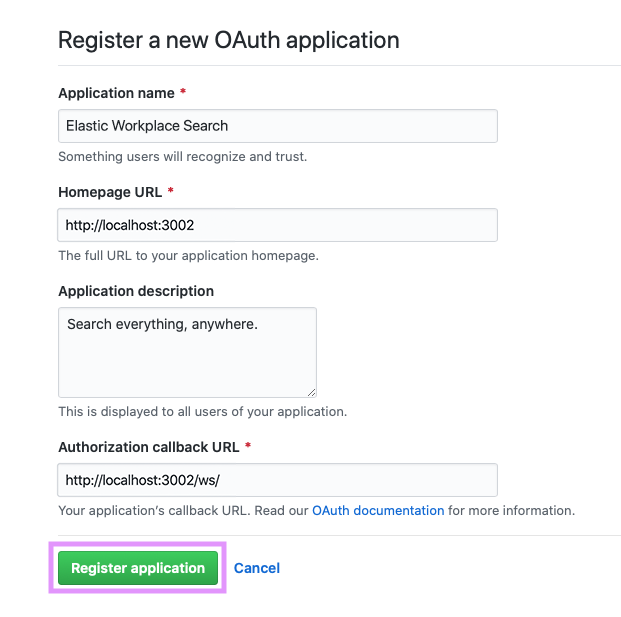 Register a new OAuth application
Application name *
Elastic Workplace Search
Something users will recognize and trust.
Homepage URL *
http://localhost:3002
The full URL to your application homepage.
Application description
Search everything, anywhere.
This is displayed to all users of your application.
Authorization callback URL *
http://localhost:3002/ws/
Your application’s callback URL. Read our OAuth documentation for more information.
Register application Cancel